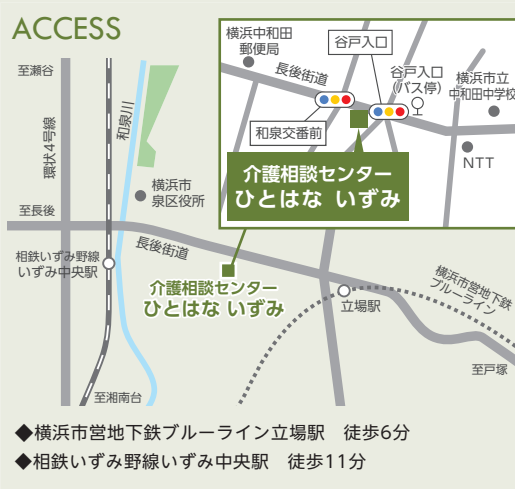 ACCESS
横浜中和田
郵便局
谷戸入口
長後街道
谷戸入口
(バス停)
横浜市立
中和田中学校
和泉交番前
NTT
介護相談センター
ひとはな いずみ
至瀬谷
環状4号線
和泉川
横浜市
泉区役所
至長後
長後街道
相鉄いずみ野線
いずみ中央駅
介護相談センター
ひとはな いずみ
立場駅
横浜市営地下鉄
ブルーライン
至戸塚
至湘南台
◆横浜市営地下鉄ブルーライン立場駅 徒歩6分
◆相鉄いずみ野線いずみ中央駅 徒歩11分